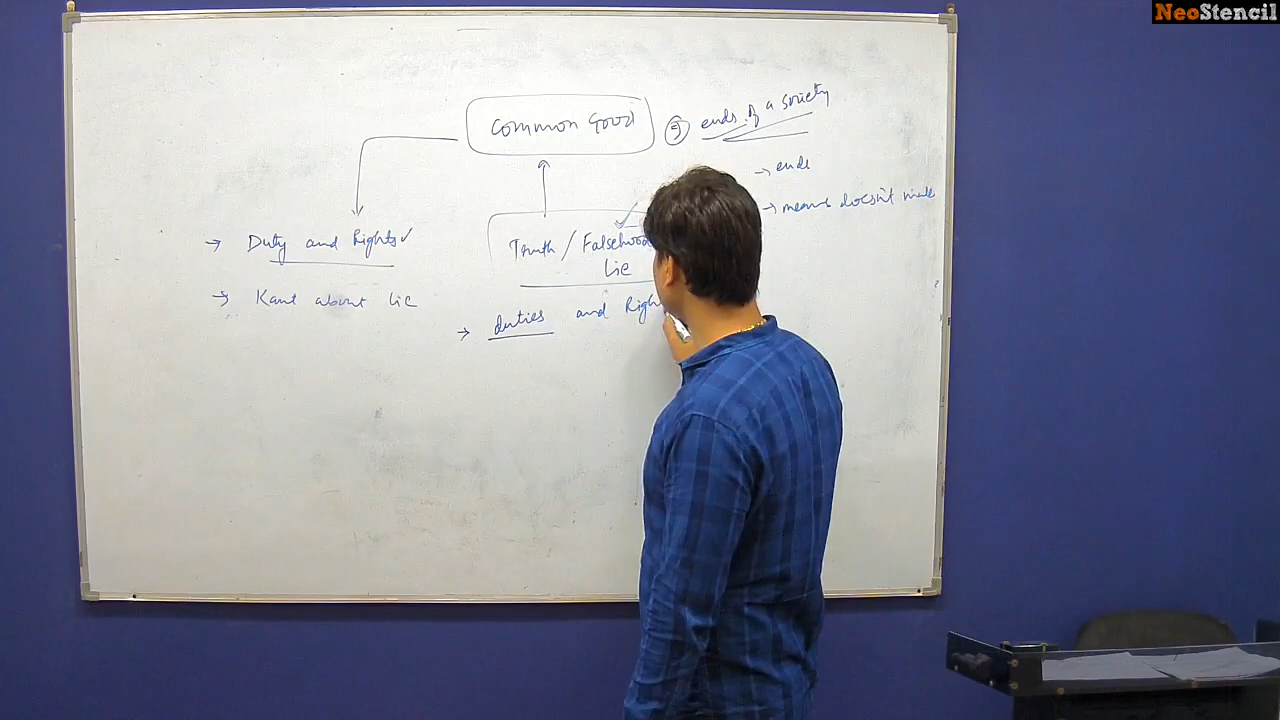 NeoStencil
Common Good
ends of a society
→ ends
→ means doesn't
→ Duty and Rights ✓
Truth / Falsehood
Lie
→ Kant about lie
→ duties and Righ